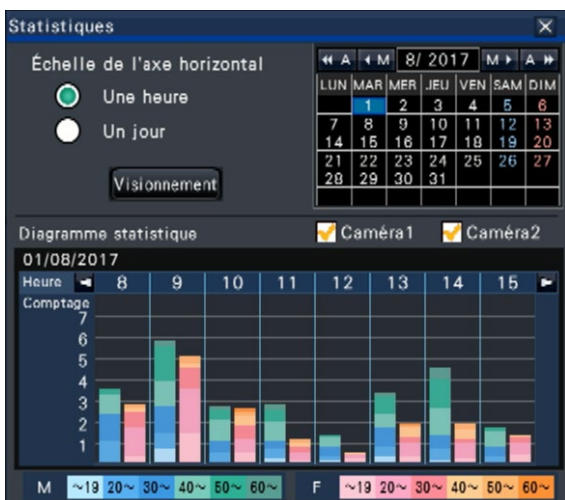 Statistiques
Échelle de l'axe horizontal
Une heure
Un jour
Visionnement
A M 8/ 2017 M A
LUN MAR MER JEU VEN SAM DIM
1 2 3 4 5 6
7 8 9 10 11 12 13
14 15 16 17 18 19 20
21 22 23 24 25 26 27
28 29 30 31
Diagramme statistique Caméra1 Caméra2
01/08/2017
Heure 8 9 10 11 12 13 14 15
Comptage
7
6
5
4
3
2
1
M ~19 20~ 30~ 40~ 50~ 60~ F ~19 20~ 30~ 40~ 50~ 60~